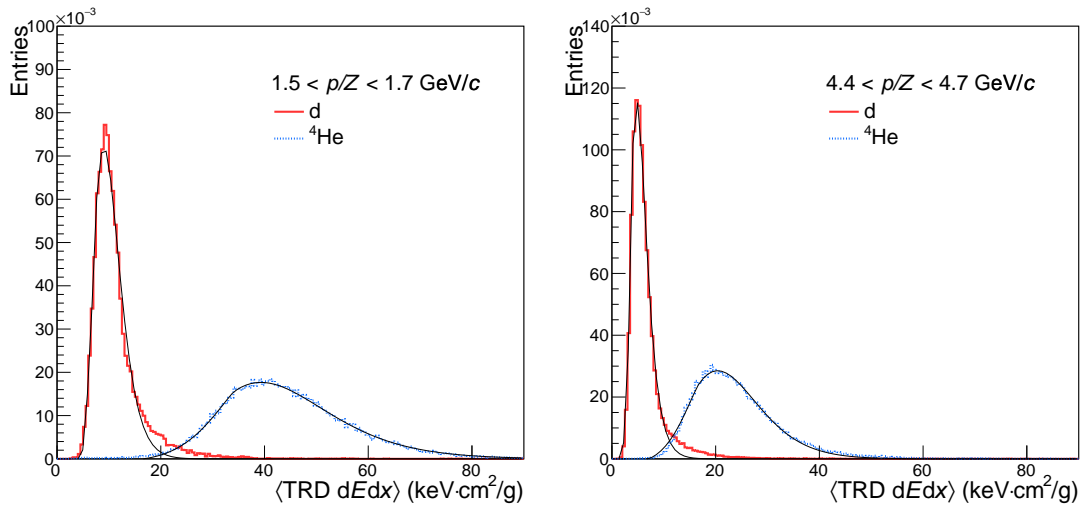 ×10⁻³
100
90
80
70
60
50
40
30
20
10
0
Entries
1.5 < p/Z < 1.7 GeV/c
d
⁴He
0 20 40 60 80
⟨TRD dEdx⟩ (keV·cm²/g)
×10⁻³
140
120
100
80
60
40
20
0
Entries
4.4 < p/Z < 4.7 GeV/c
d
⁴He
0 20 40 60 80
⟨TRD dEdx⟩ (keV·cm²/g)